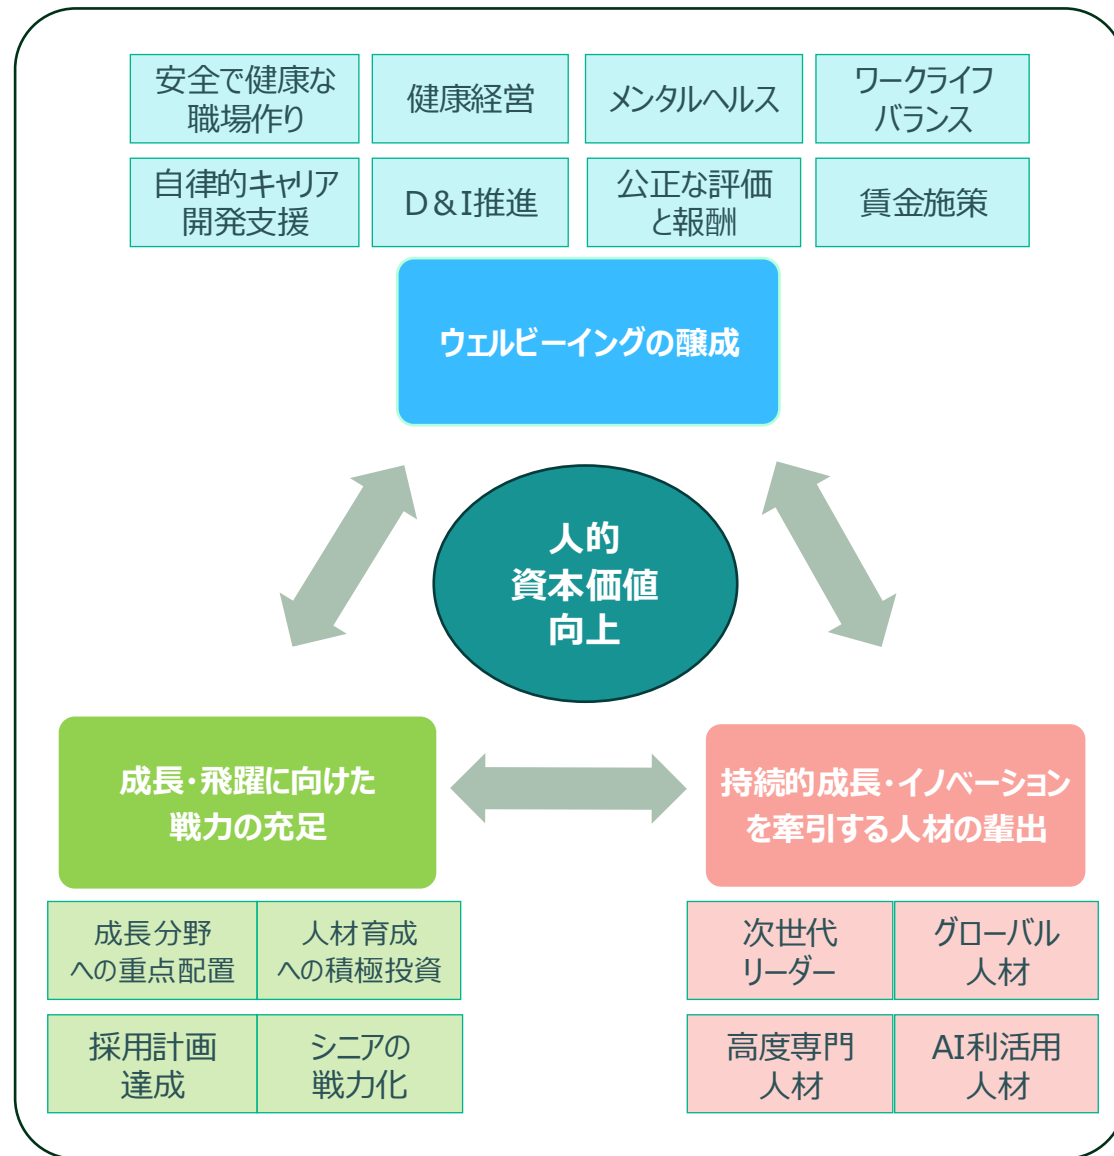 安全で健康な
職場作り
健康経営
メンタルヘルス
ワークライフ
バランス
自律的キャリア
開発支援
D&I推進
公正な評価
と報酬
賃金施策
ウェルビーイングの醸成
人的
資本価値
向上
成長・飛躍に向けた
戦力の充足
持続的成長・イノベーション
を牽引する人材の輩出
成長分野
への重点配置
人材育成
への積極投資
採用計画
達成
シニアの
戦力化
次世代
リーダー
グローバル
人材
高度専門
人材
AI利活用
人材